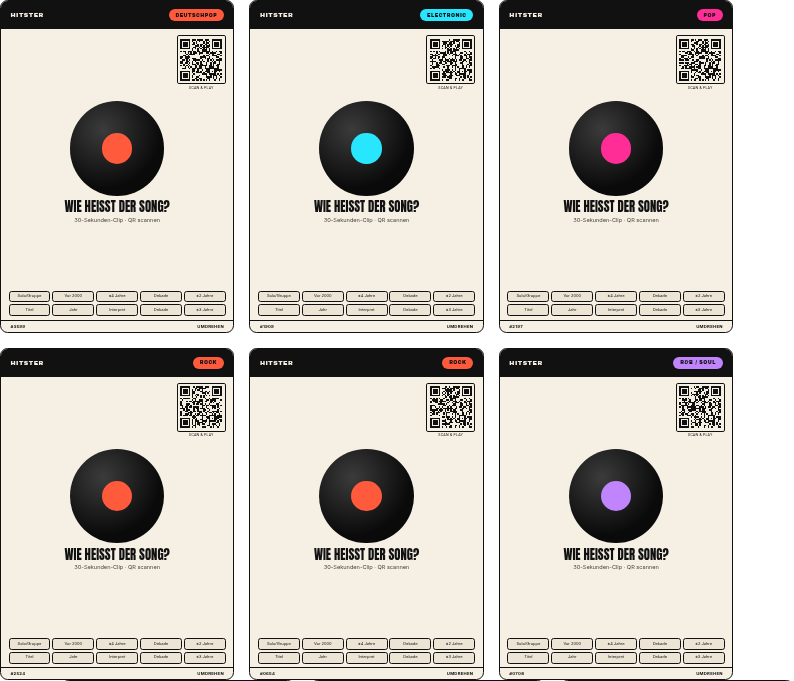 HITSTER DEUTSCHPOP
SCAN & PLAY
WIE HEISST DER SONG?
30-Sekunden-Clip · QR scannen
Solo/Gruppe Vor 2000 ±4 Jahre Dekade ±2 Jahre
Titel Jahr Interpret Dekade ±3 Jahre
UMDREHEN
HITSTER ELECTRONIC
SCAN & PLAY
WIE HEISST DER SONG?
30-Sekunden-Clip · QR scannen
Solo/Gruppe Vor 2000 ±4 Jahre Dekade ±2 Jahre
Titel Jahr Interpret Dekade ±3 Jahre
UMDREHEN
HITSTER POP
SCAN & PLAY
WIE HEISST DER SONG?
30-Sekunden-Clip · QR scannen
Solo/Gruppe Vor 2000 ±4 Jahre Dekade ±2 Jahre
Titel Jahr Interpret Dekade ±3 Jahre
#2187 UMDREHEN
HITSTER ROCK
SCAN & PLAY
WIE HEISST DER SONG?
30-Sekunden-Clip · QR scannen
Solo/Gruppe Vor 2000 ±4 Jahre Dekade ±2 Jahre
Titel Jahr Interpret Dekade ±3 Jahre
#2524 UMDREHEN
HITSTER ROCK
SCAN & PLAY
WIE HEISST DER SONG?
30-Sekunden-Clip · QR scannen
Solo/Gruppe Vor 2000 ±4 Jahre Dekade ±2 Jahre
Titel Jahr Interpret Dekade ±3 Jahre
#0654 UMDREHEN
HITSTER RNB / SOUL
SCAN & PLAY
WIE HEISST DER SONG?
30-Sekunden-Clip · QR scannen
Solo/Gruppe Vor 2000 ±4 Jahre Dekade ±2 Jahre
Titel Jahr Interpret Dekade ±3 Jahre
#0708 UMDREHEN